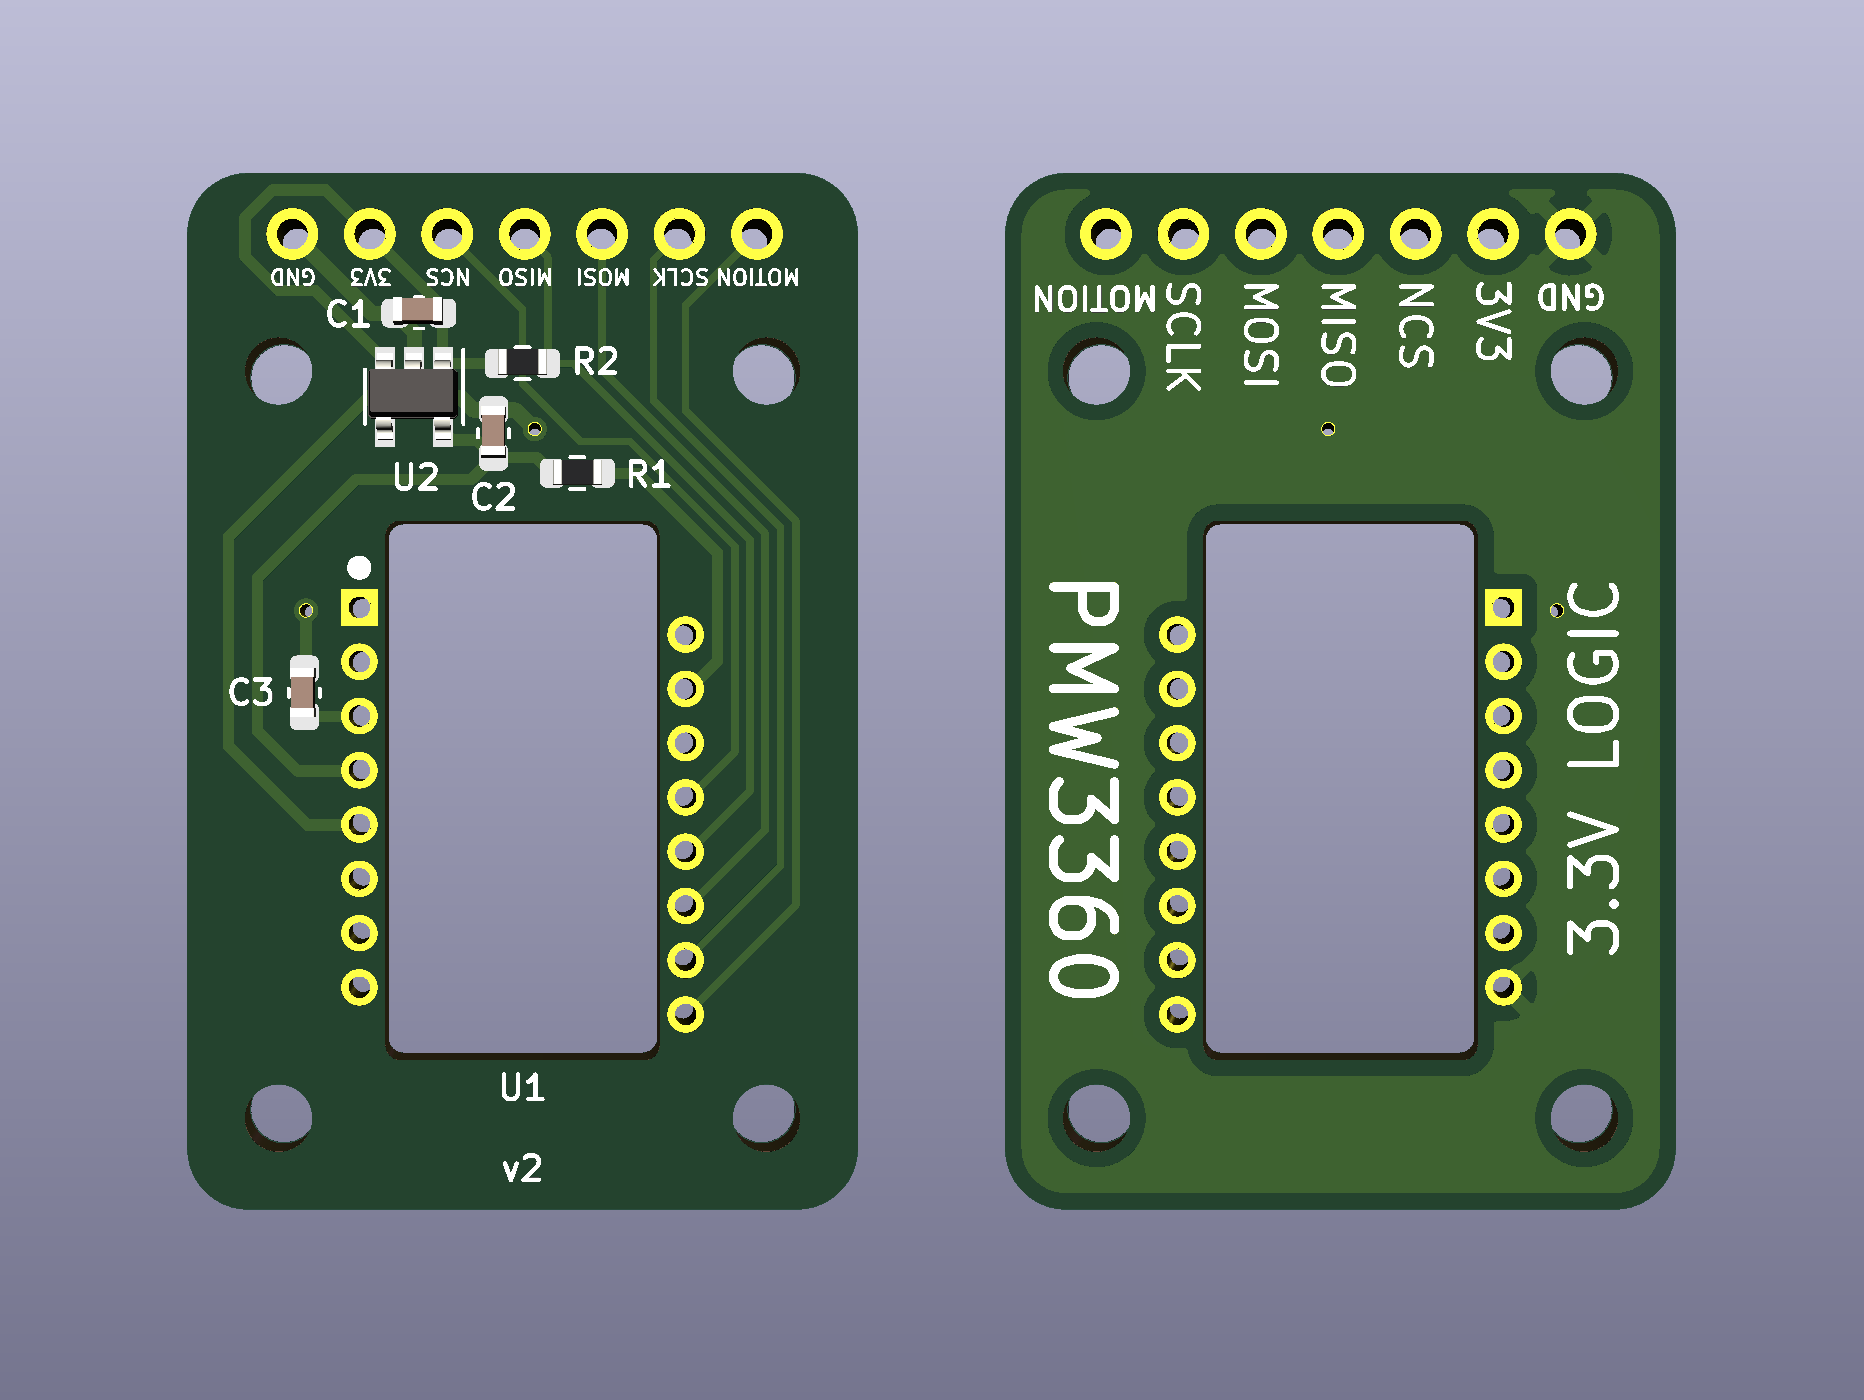 GND 3V3 NCS MISO MOSI SCLK MOTION
C1
R2
U2
C2
R1
C3
U1
v2
MOTION
SCLK
MOSI
MISO
NCS
3V3
GND
PMW3360
3.3V LOGIC